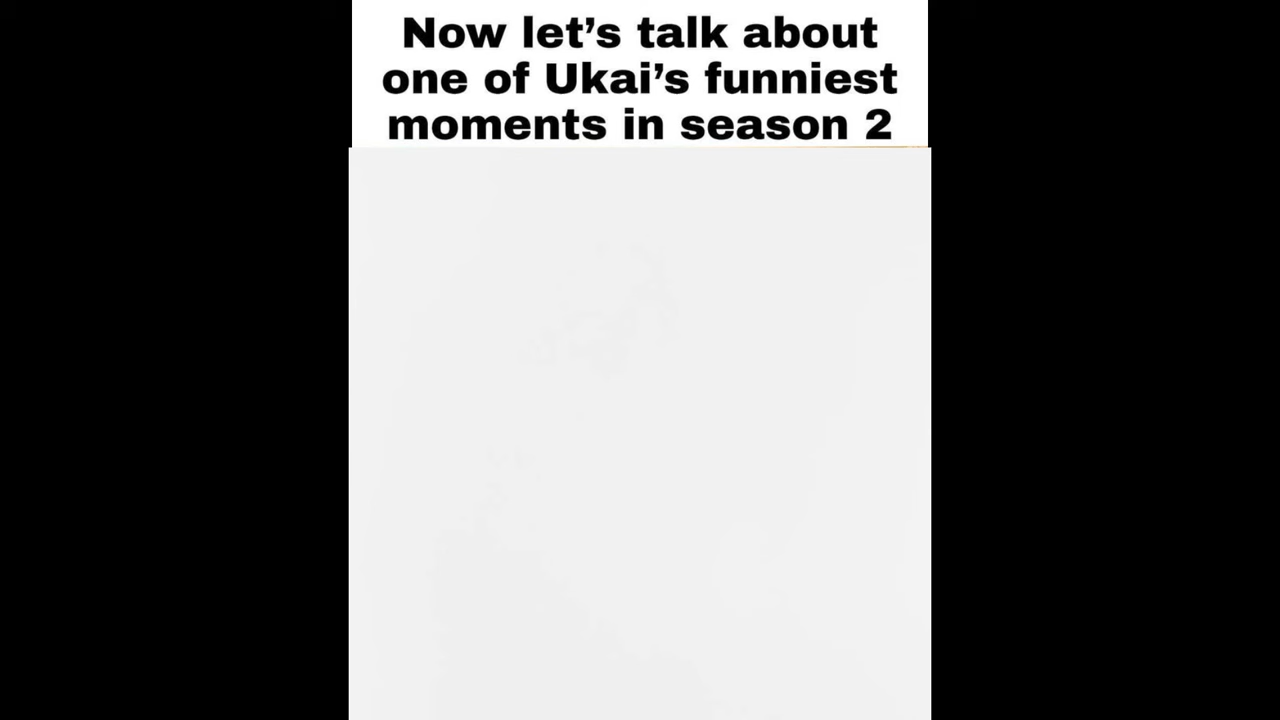 Now let’s talk about
one of Ukai’s funniest
moments in season 2